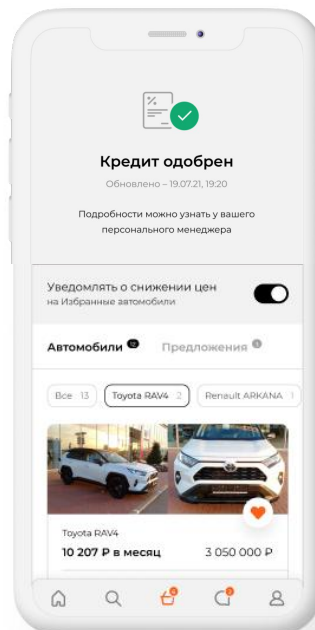 Кредит одобрен
Обновлено – 19.07.21, 19:20
Подробности можно узнать у вашего
персонального менеджера
Уведомлять о снижении цен
на Избранные автомобили
Автомобили
Предложения
Все 13
Toyota RAV4 2
Renault ARKANA 1
Toyota RAV4
10 207 ₽ в месяц
3 050 000 ₽